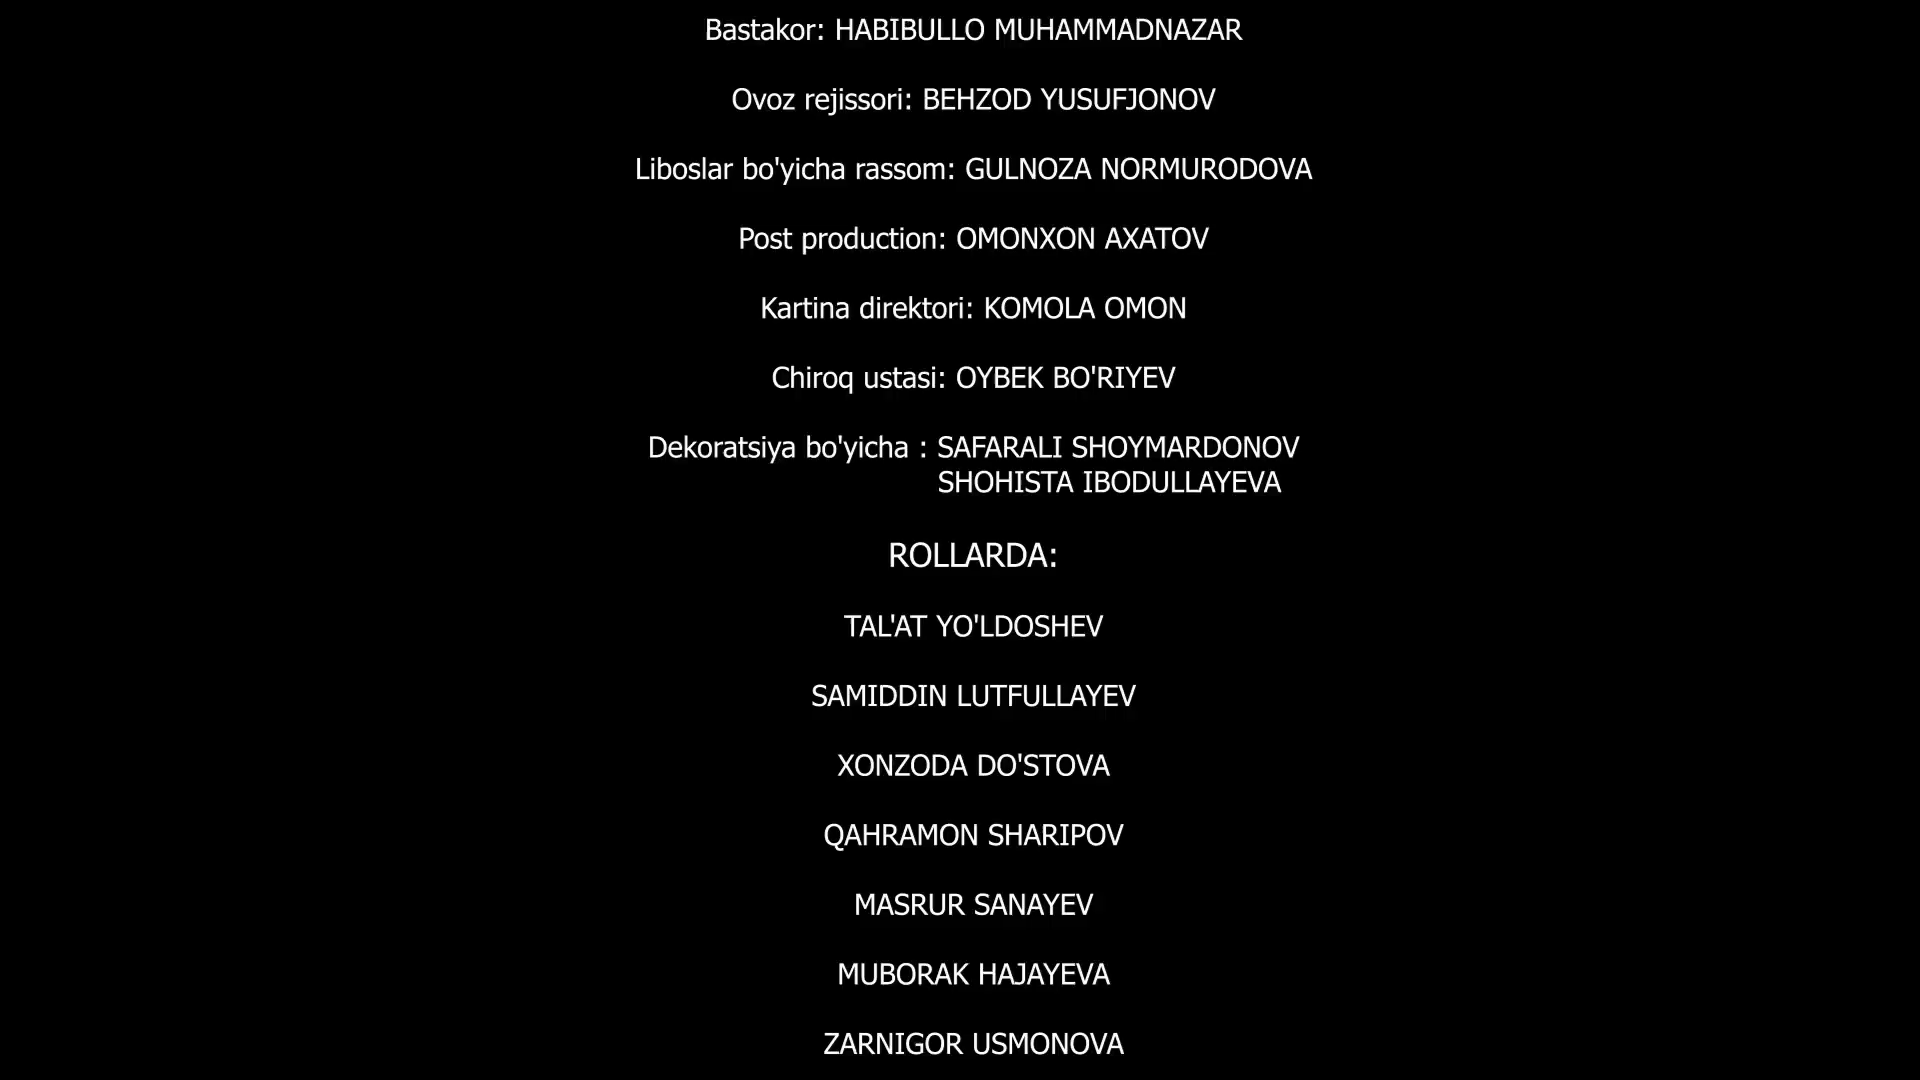 Bastakor: HABIBULLO MUHAMMADNAZAR
Ovoz rejissori: BEHZOD YUSUFJONOV
Liboslar bo'yicha rassom: GULNOZA NORMURODOVA
Post production: OMONXON AXATOV
Kartina direktori: KOMOLA OMON
Chiroq ustasi: OYBEK BO'RIYEV
Dekoratsiya bo'yicha : SAFARALI SHOYMARDONOV
SHOHISTA IBODULLAYEVA
ROLLARDA:
TAL'AT YO'LDOSHEV
SAMIDDIN LUTFULLAYEV
XONZODA DO'STOVA
QAHRAMON SHARIPOV
MASRUR SANAYEV
MUBORAK HAJAYEVA
ZARNIGOR USMONOVA